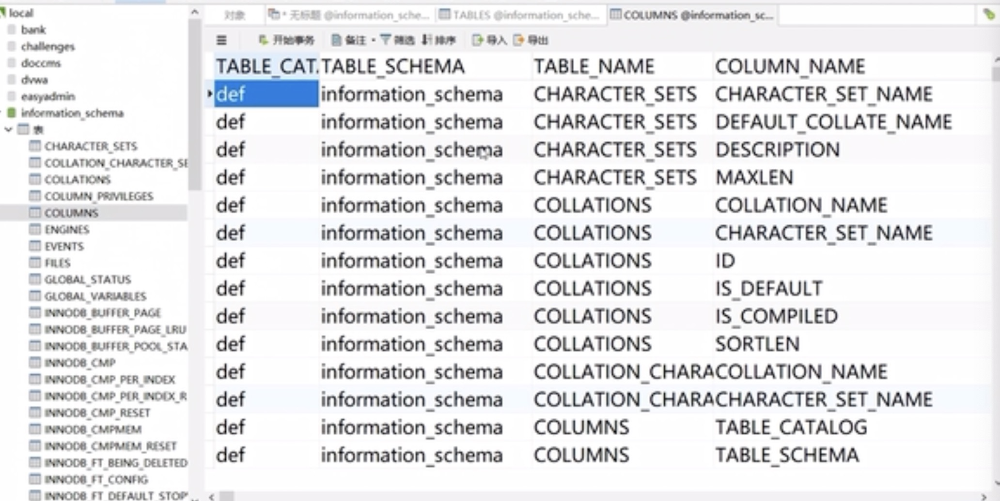 local
bank
challenges
doccms
dvwa
easyadmin
information_schema
表
CHARACTER_SETS
COLLATION_CHARACTER_SE
COLLATIONS
COLUMN_PRIVILEGES
COLUMNS
ENGINES
EVENTS
FILES
GLOBAL_STATUS
GLOBAL_VARIABLES
INNODB_BUFFER_PAGE
INNODB_BUFFER_PAGE_LRU
INNODB_BUFFER_POOL_STA
INNODB_CMP
INNODB_CMP_PER_INDEX
INNODB_CMP_PER_INDEX_R
INNODB_CMP_RESET
INNODB_CMPMEM
INNODB_CMPMEM_RESET
INNODB_FT_BEING_DELETED
INNODB_FT_CONFIG
INNODB_FT_DEFAULT_STOP
对象 * 无标题 @information_sche... TABLES @information_sche... COLUMNS @information_sc...
开始事务 备注 · 筛选 排序 导入 导出
TABLE_CAT. TABLE_SCHEMA TABLE_NAME COLUMN_NAME
def information_schema CHARACTER_SETS CHARACTER_SET_NAME
def information_schema CHARACTER_SETS DEFAULT_COLLATE_NAME
def information_schema CHARACTER_SETS DESCRIPTION
def information_schema CHARACTER_SETS MAXLEN
def information_schema COLLATIONS COLLATION_NAME
def information_schema COLLATIONS CHARACTER_SET_NAME
def information_schema COLLATIONS ID
def information_schema COLLATIONS IS_DEFAULT
def information_schema COLLATIONS IS_COMPILED
def information_schema COLLATIONS SORTLEN
def information_schema COLLATION_CHARA COLLATION_NAME
def information_schema COLLATION_CHARA CHARACTER_SET_NAME
def information_schema COLUMNS TABLE_CATALOG
def information_schema COLUMNS TABLE_SCHEMA